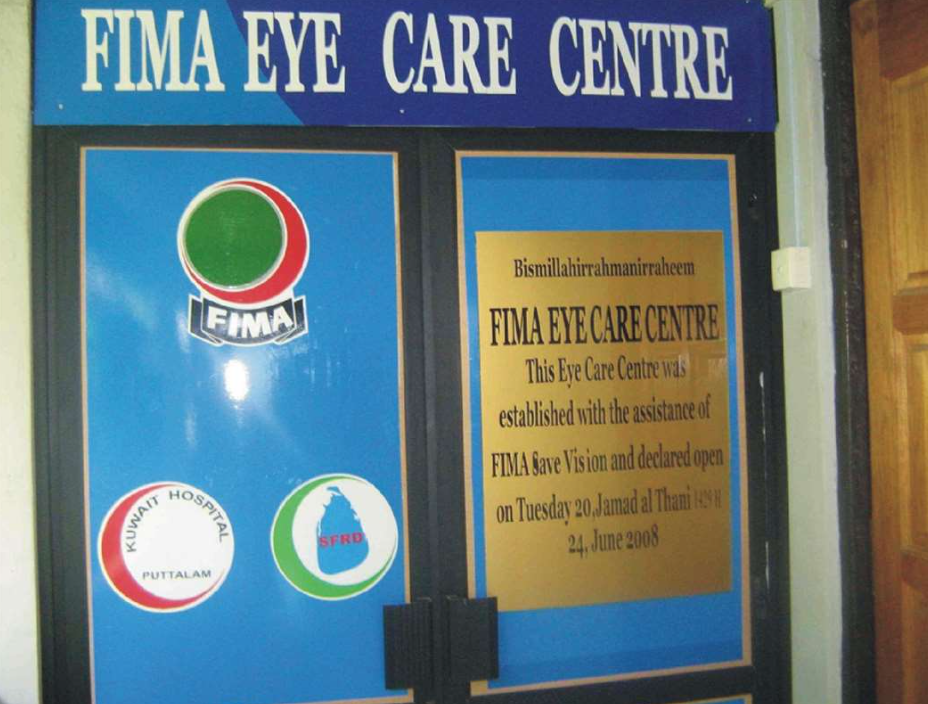 FIMA EYE CARE CENTRE
FIMA
KUWAIT HOSPITAL
PUTTALAM
SFRD
Bismillahirrahmanirraheem
FIMA EYE CARE CENTRE
This Eye Care Centre was
established with the assistance of
FIMA Save Vision and declared open
on Tuesday 20,Jamad al Thani 1429 H
24, June 2008